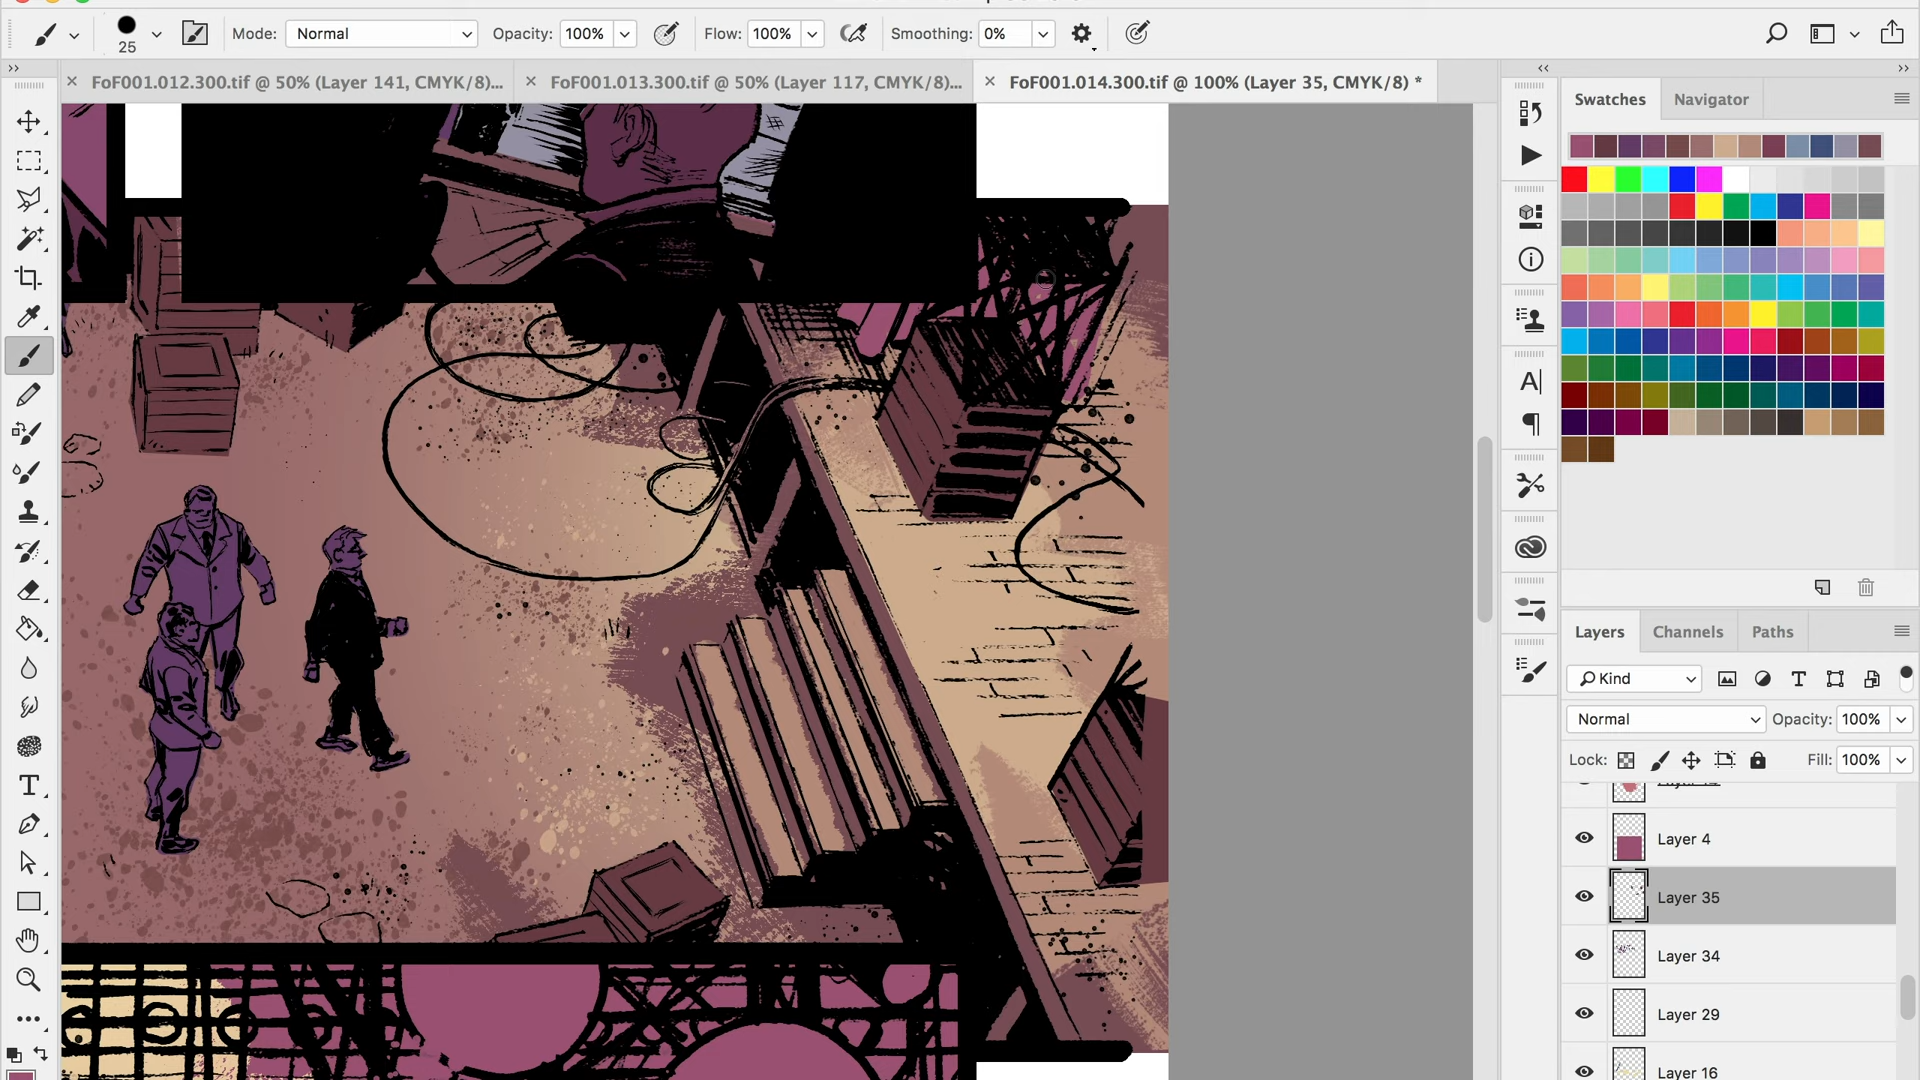 25
Mode: Normal
Opacity: 100%
Flow: 100%
Smoothing: 0%
FoF001.012.300.tif @ 50% (Layer 141, CMYK/8)...
FoF001.013.300.tif @ 50% (Layer 117, CMYK/8)...
FoF001.014.300.tif @ 100% (Layer 35, CMYK/8) *
Swatches
Navigator
Layers
Channels
Paths
Kind
Normal
Opacity: 100%
Lock:
Fill: 100%
Layer 4
Layer 35
Layer 34
Layer 29
Layer 16